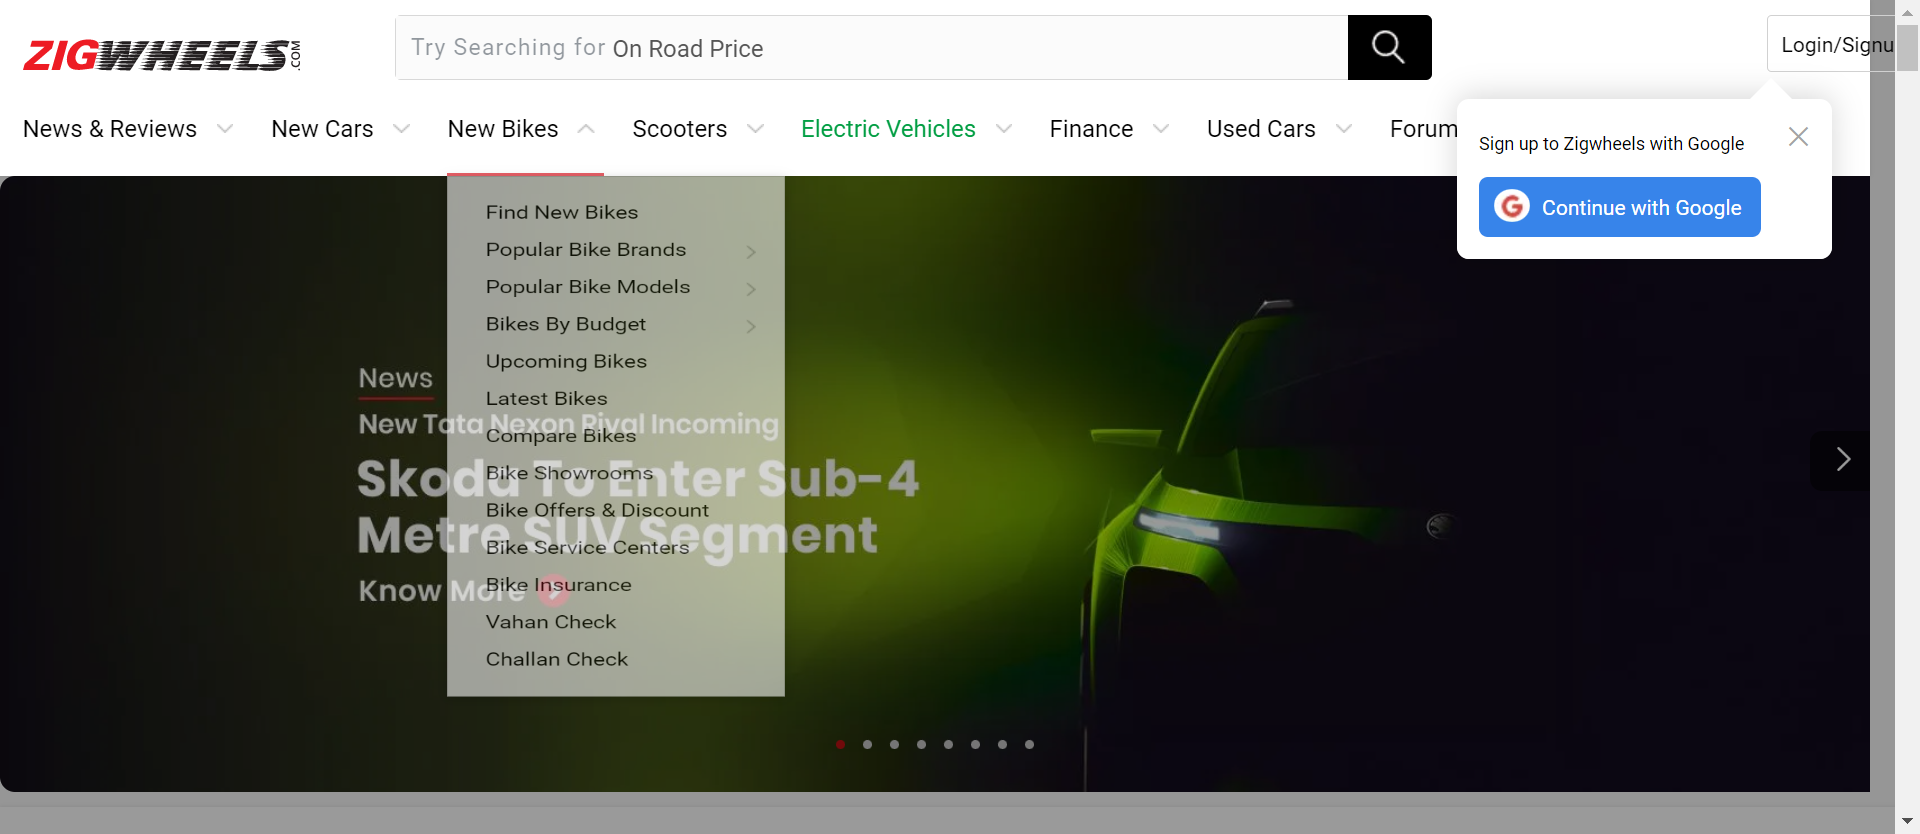 ZIGWHEELS.COM
Try Searching for On Road Price
Login/Signu
News & Reviews
New Cars
New Bikes
Scooters
Electric Vehicles
Finance
Used Cars
Forum
Sign up to Zigwheels with Google
G Continue with Google
Find New Bikes
Popular Bike Brands
Popular Bike Models
Bikes By Budget
Upcoming Bikes
Latest Bikes
Compare Bikes
Bike Showrooms
Bike Offers & Discount
Bike Service Centers
Bike Insurance
Vahan Check
Challan Check
News
New Tata Nexon Rival Incoming
Skoda To Enter Sub-4
Metre SUV Segment
Know More